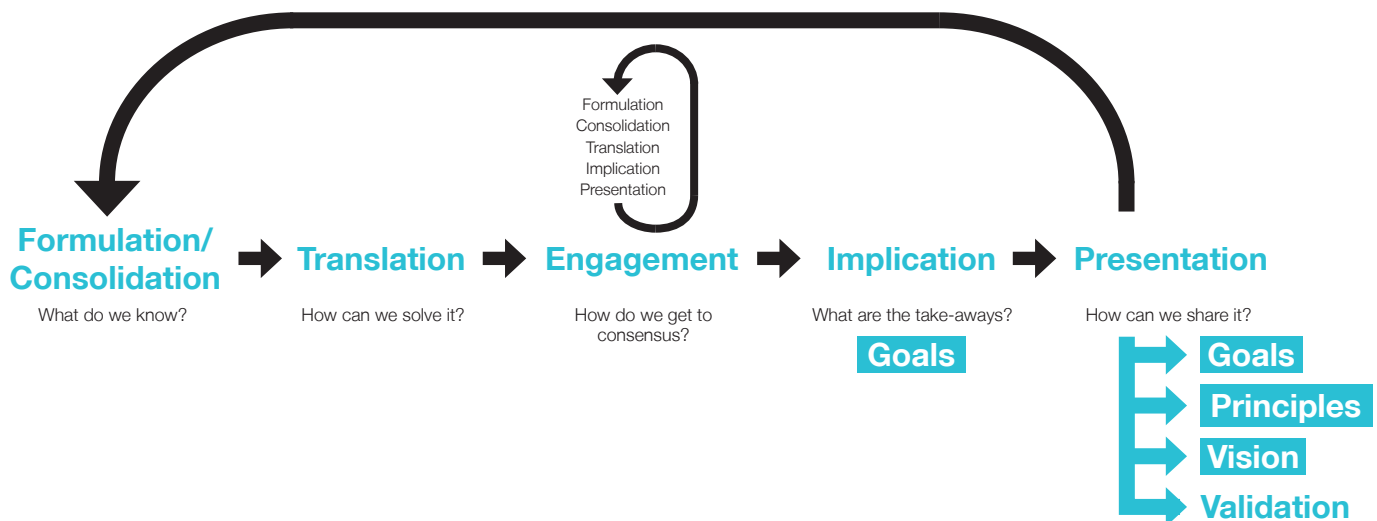 Formulation
Consolidation
Translation
Implication
Presentation
Formulation/
Consolidation
What do we know?
Translation
How can we solve it?
Engagement
How do we get to
consensus?
Implication
What are the take-aways?
Goals
Presentation
How can we share it?
Goals
Principles
Vision
Validation